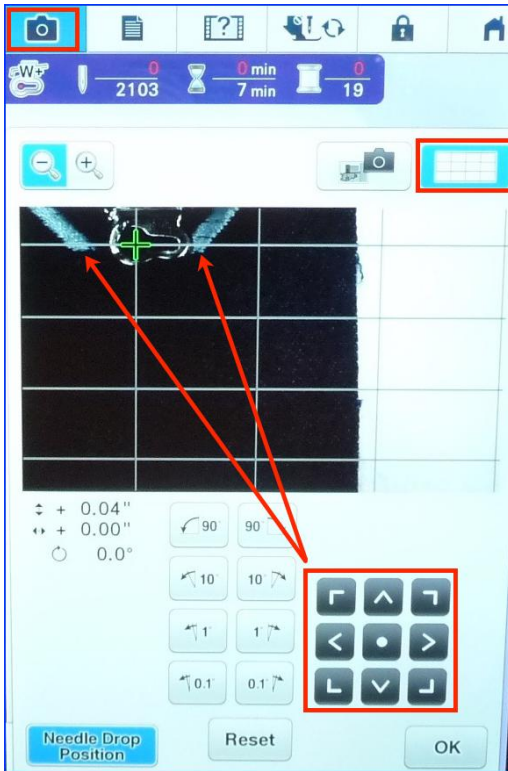 ?
W+
0
2103
0 min
7 min
0
19
+ 0.04"
+ 0.00"
0.0°
90° 90°
10° 10°
1° 1°
0.1° 0.1°
Needle Drop
Position
Reset
OK